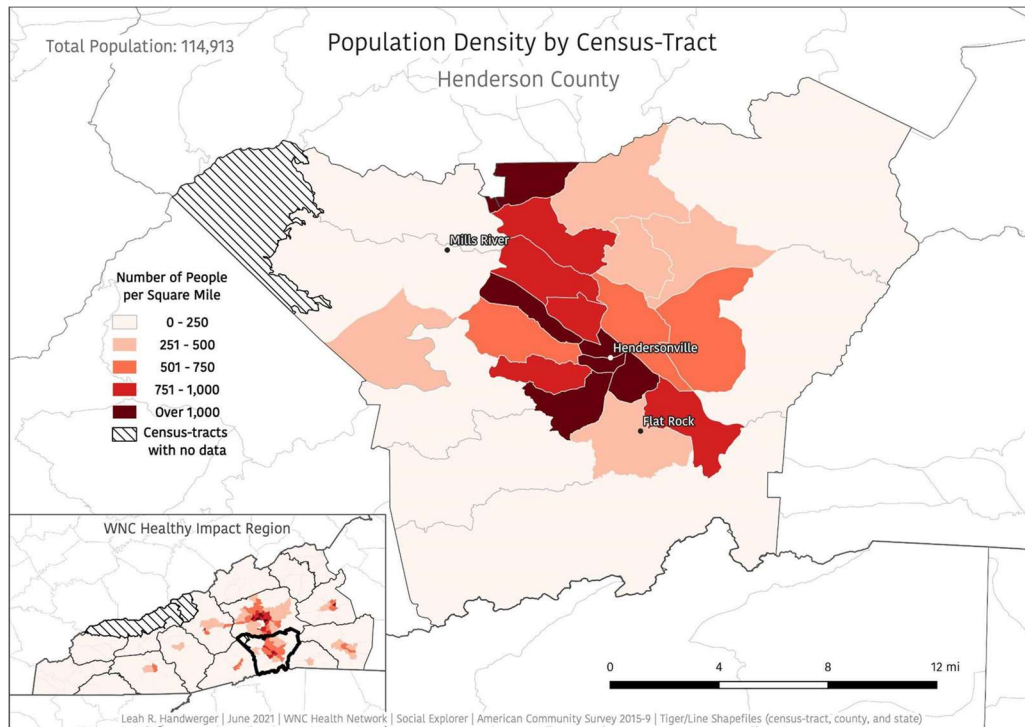 Total Population: 114,913
Population Density by Census-Tract
Henderson County
Mills River
Number of People
per Square Mile
0 - 250
251 - 500
501 - 750
751 - 1,000
Over 1,000
Census-tracts
with no data
Hendersonville
Flat Rock
WNC Healthy Impact Region
0 4 8 12 mi
Leah R. Handwerger | June 2021 | WNC Health Network | Social Explorer | American Community Survey 2015-9 | Tiger/Line Shapefiles (census-tract, county, and state)